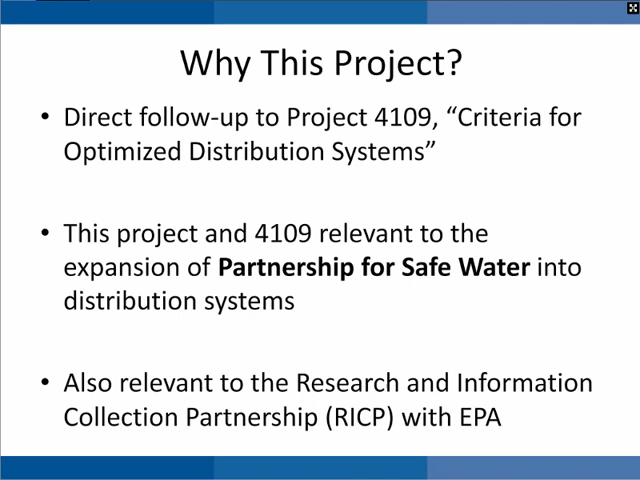 Why This Project?
• Direct follow-up to Project 4109, “Criteria for
Optimized Distribution Systems”
• This project and 4109 relevant to the
expansion of Partnership for Safe Water into
distribution systems
• Also relevant to the Research and Information
Collection Partnership (RICP) with EPA